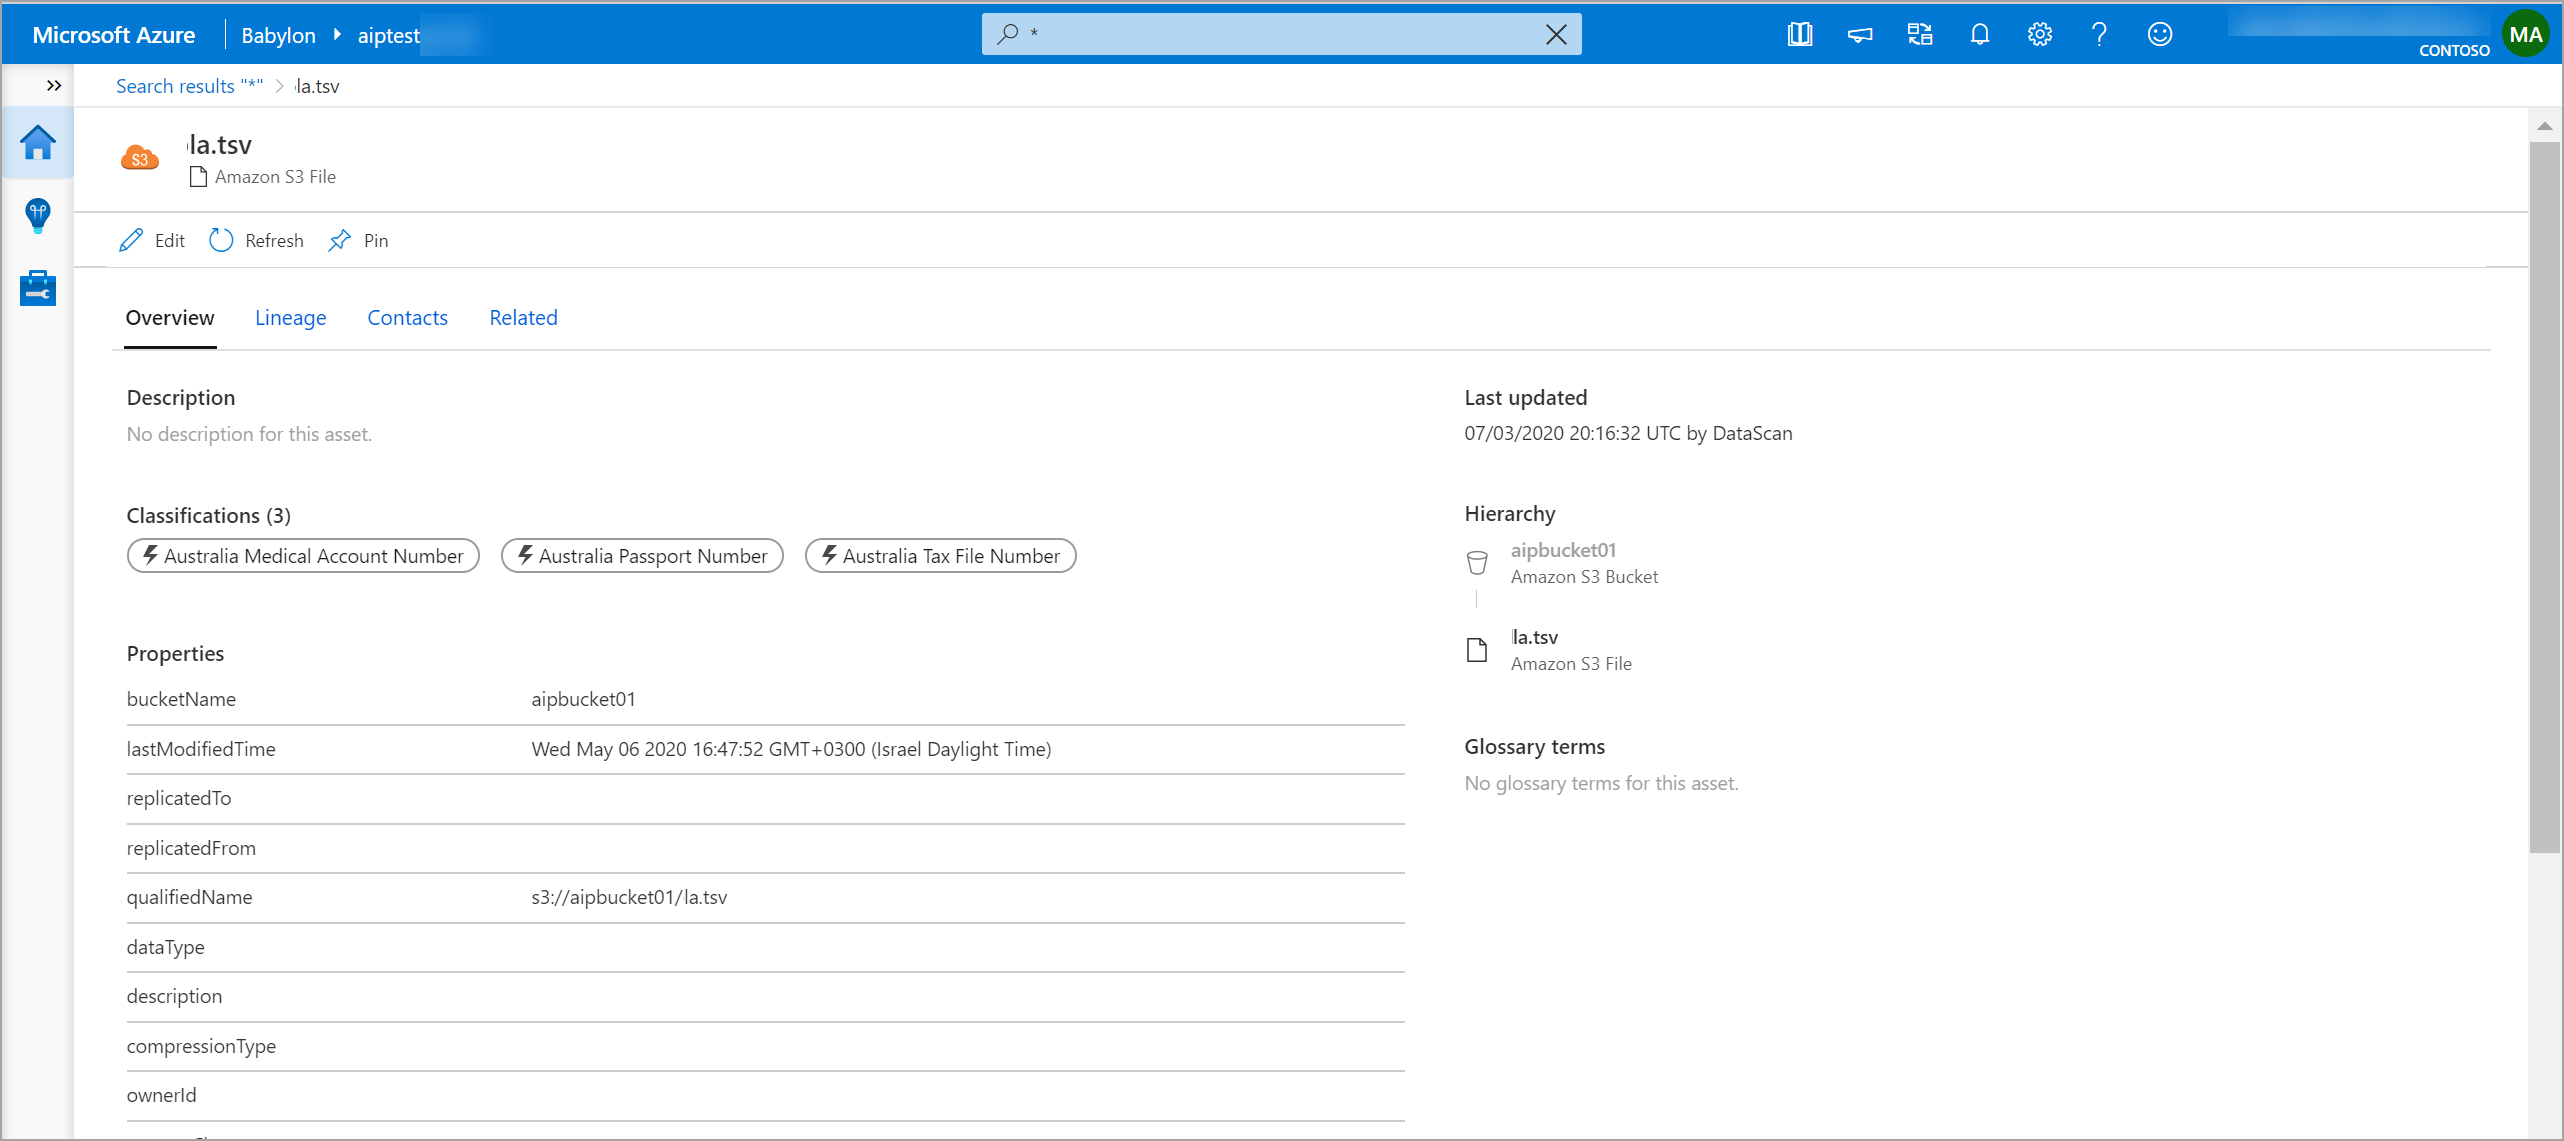 Microsoft Azure Babylon aiptest * CONTOSO MA
Search results "*" > la.tsv
la.tsv
S3
Amazon S3 File
Edit Refresh Pin
Overview Lineage Contacts Related
Description
No description for this asset.
Last updated
07/03/2020 20:16:32 UTC by DataScan
Classifications (3)
Australia Medical Account Number Australia Passport Number Australia Tax File Number
Hierarchy
aipbucket01
Amazon S3 Bucket
la.tsv
Amazon S3 File
Glossary terms
No glossary terms for this asset.
Properties
bucketName aipbucket01
lastModifiedTime Wed May 06 2020 16:47:52 GMT+0300 (Israel Daylight Time)
replicatedTo
replicatedFrom
qualifiedName s3://aipbucket01/la.tsv
dataType
description
compressionType
ownerId